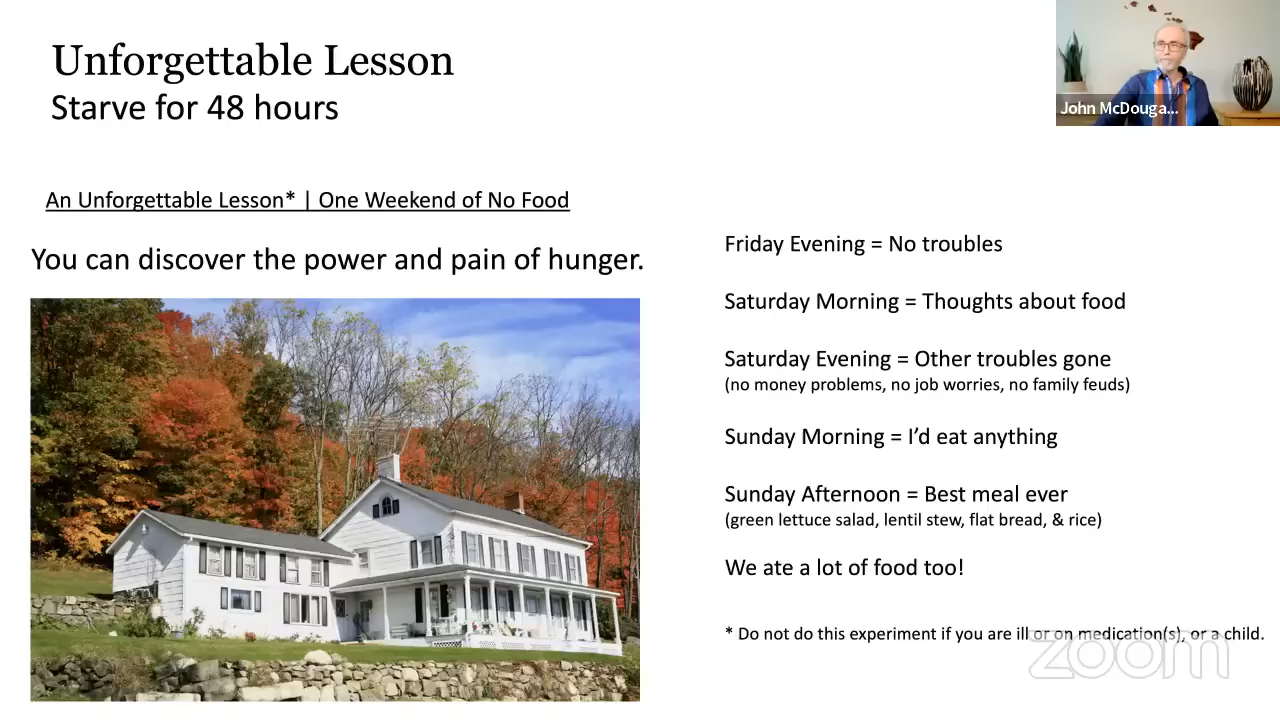 Unforgettable Lesson
Starve for 48 hours
John McDouga...
An Unforgettable Lesson* | One Weekend of No Food
You can discover the power and pain of hunger.
Friday Evening = No troubles
Saturday Morning = Thoughts about food
Saturday Evening = Other troubles gone
(no money problems, no job worries, no family feuds)
Sunday Morning = I’d eat anything
Sunday Afternoon = Best meal ever
(green lettuce salad, lentil stew, flat bread, & rice)
We ate a lot of food too!
* Do not do this experiment if you are ill or on medication(s), or a child.
zoom